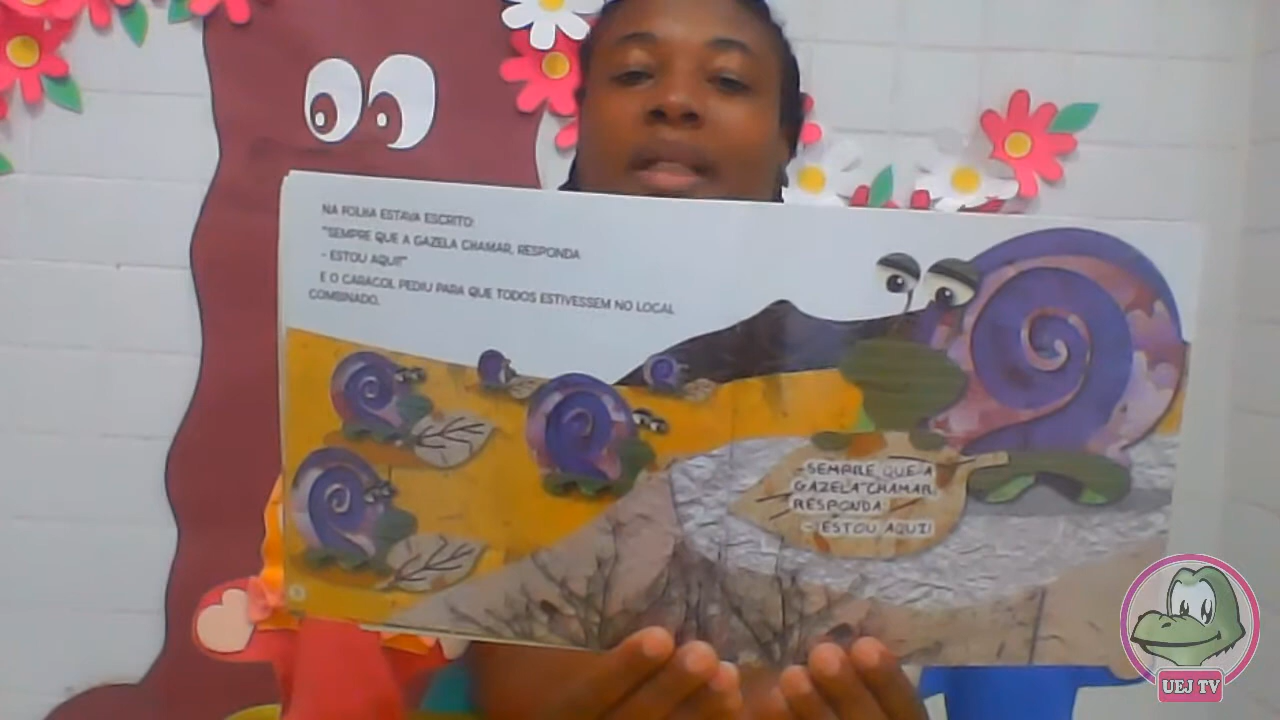 NA FOLHA ESTAVA ESCRITO:
"SEMPRE QUE A GAZELA CHAMAR, RESPONDA
- ESTOU AQUI!"
E O CARACOL PEDIU PARA QUE TODOS ESTIVESSEM NO LOCAL
COMBINADO.
-SEMPRE QUE A
GAZELA CHAMAR,
RESPONDA
- ESTOU AQUI!
UEJ TV